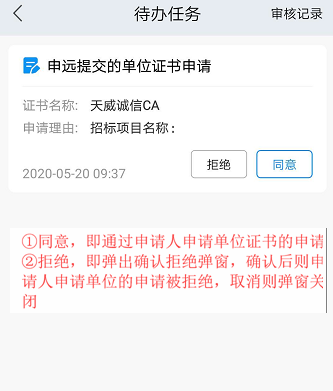 待办任务
审核记录
申远提交的单位证书申请
证书名称: 天威诚信CA
申请理由: 招标项目名称：
2020-05-20 09:37
拒绝
同意
①同意，即通过申请人申请单位证书的申请
②拒绝，即弹出确认拒绝弹窗，确认后则申
请人申请单位的申请被拒绝，取消则弹窗关
闭